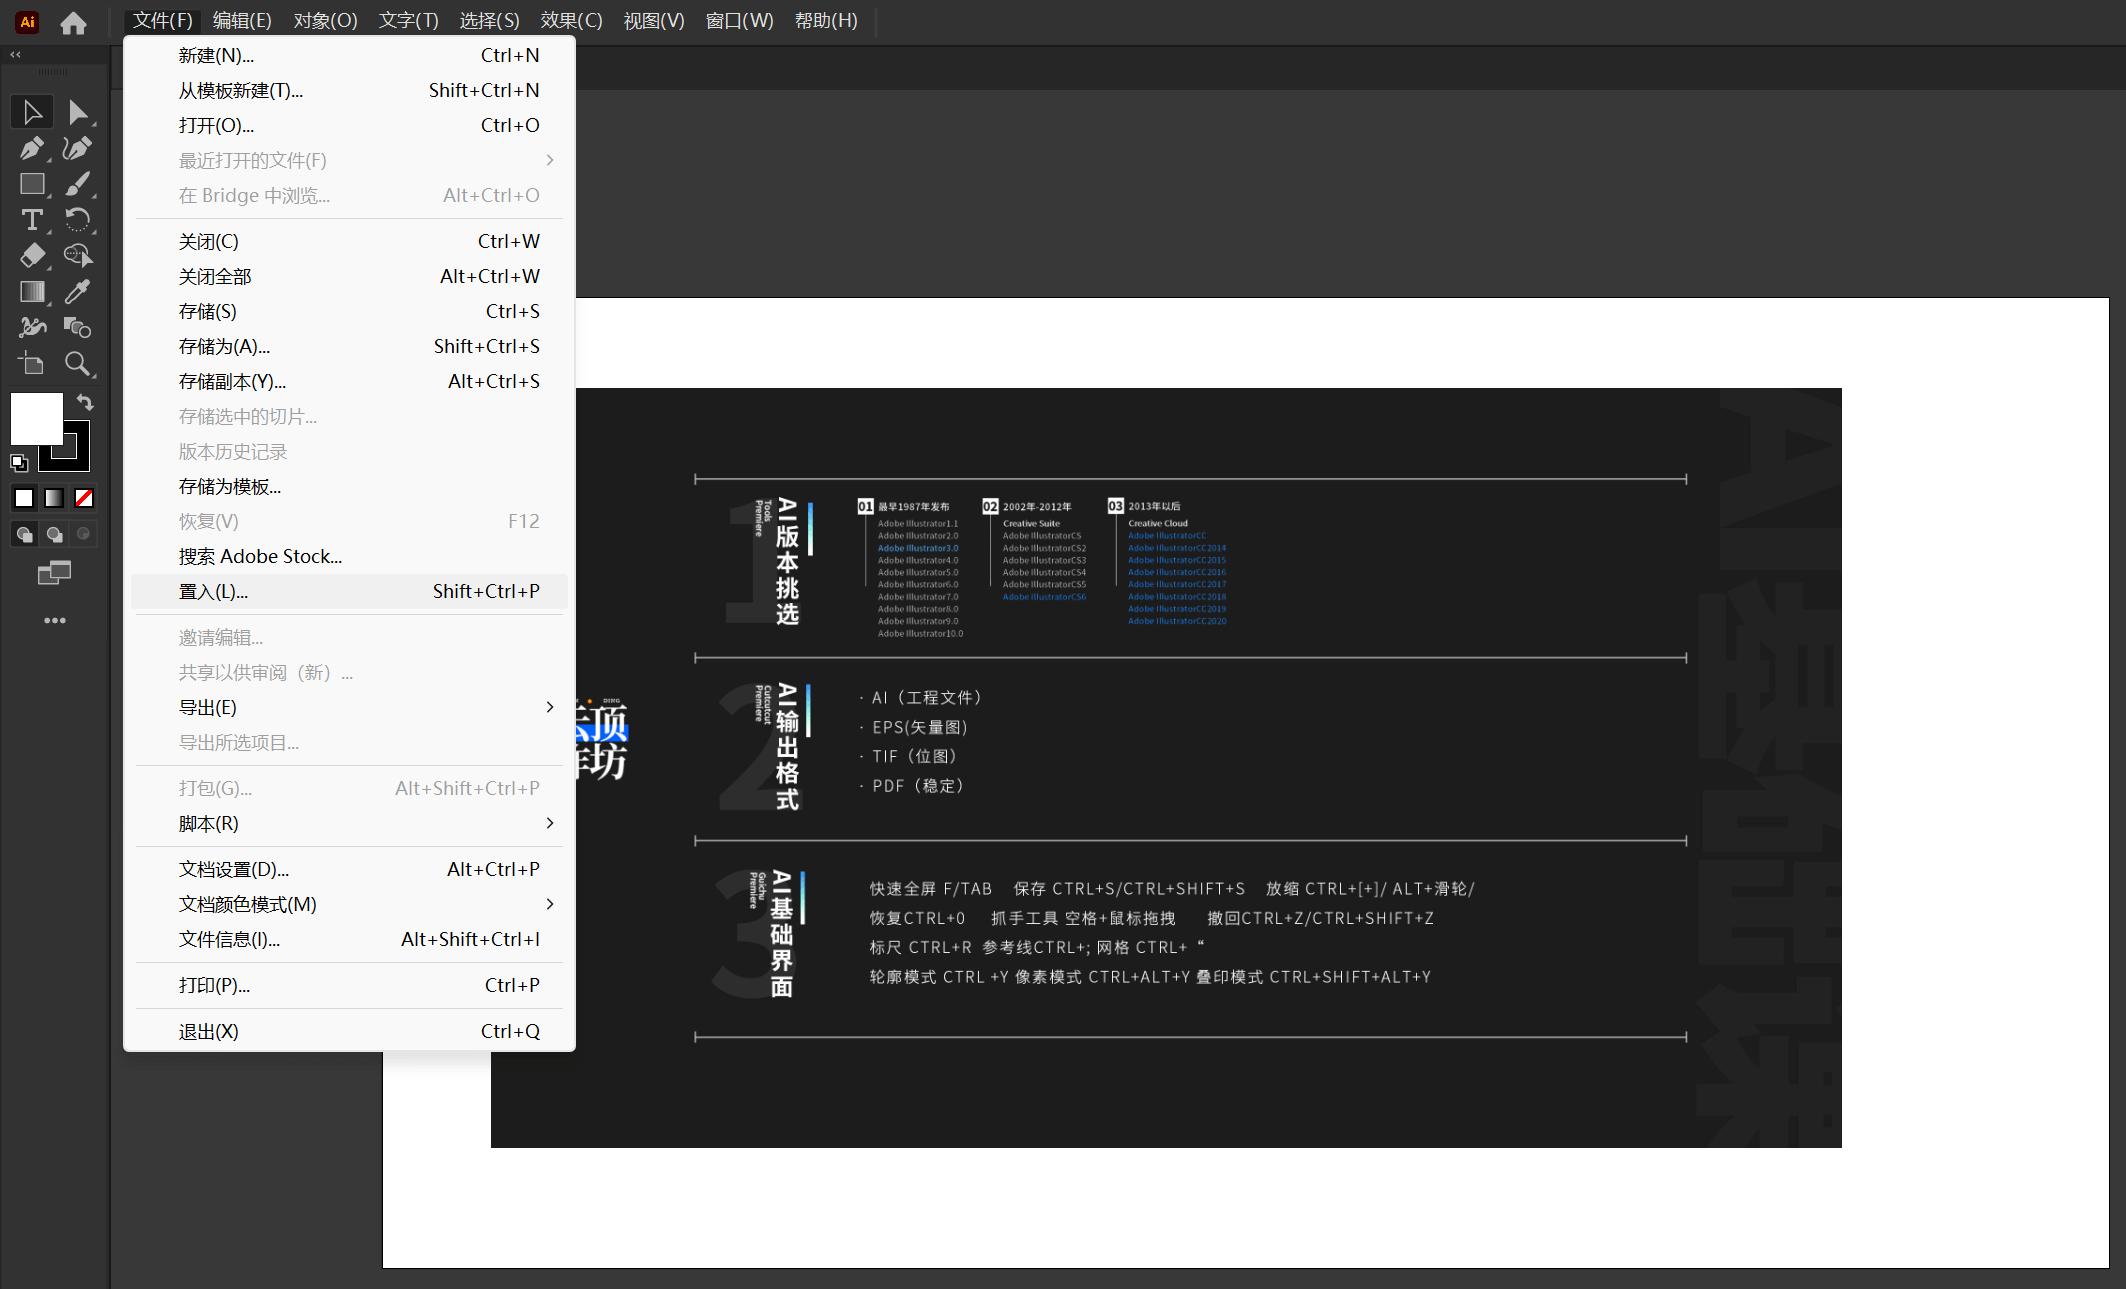 Ai
文件(F) 编辑(E) 对象(O) 文字(T) 选择(S) 效果(C) 视图(V) 窗口(W) 帮助(H)
新建(N)... Ctrl+N
从模板新建(T)... Shift+Ctrl+N
打开(O)... Ctrl+O
最近打开的文件(F)
在 Bridge 中浏览... Alt+Ctrl+O
关闭(C) Ctrl+W
关闭全部 Alt+Ctrl+W
存储(S) Ctrl+S
存储为(A)... Shift+Ctrl+S
存储副本(Y)... Alt+Ctrl+S
存储选中的切片...
版本历史记录
存储为模板...
恢复(V) F12
搜索 Adobe Stock...
置入(L)... Shift+Ctrl+P
邀请编辑...
共享以供审阅（新）...
导出(E)
导出所选项目...
打包(G)... Alt+Shift+Ctrl+P
脚本(R)
文档设置(D)... Alt+Ctrl+P
文档颜色模式(M)
文件信息(I)... Alt+Shift+Ctrl+I
打印(P)... Ctrl+P
退出(X) Ctrl+Q
1
AI版本挑选
Tools
Premiere
01 最早1987年发布
Adobe Illustrator1.1
Adobe Illustrator2.0
Adobe Illustrator3.0
Adobe Illustrator4.0
Adobe Illustrator5.0
Adobe Illustrator6.0
Adobe Illustrator7.0
Adobe Illustrator8.0
Adobe Illustrator9.0
Adobe Illustrator10.0
02 2002年-2012年
Creative Suite
Adobe IllustratorCS
Adobe IllustratorCS2
Adobe IllustratorCS3
Adobe IllustratorCS4
Adobe IllustratorCS5
Adobe IllustratorCS6
03 2013年以后
Creative Cloud
Adobe IllustratorCC
Adobe IllustratorCC2014
Adobe IllustratorCC2015
Adobe IllustratorCC2016
Adobe IllustratorCC2017
Adobe IllustratorCC2018
Adobe IllustratorCC2019
Adobe IllustratorCC2020
DING
顶
坊
2
AI输出格式
Cutcutcut
Premiere
· AI（工程文件）
· EPS(矢量图)
· TIF（位图）
· PDF（稳定）
3
AI基础界面
Guichu
Premiere
快速全屏 F/TAB 保存 CTRL+S/CTRL+SHIFT+S 放缩 CTRL+[+]/ ALT+滑轮/
恢复CTRL+0 抓手工具 空格+鼠标拖拽 撤回CTRL+Z/CTRL+SHIFT+Z
标尺 CTRL+R 参考线CTRL+; 网格 CTRL+“
轮廓模式 CTRL +Y 像素模式 CTRL+ALT+Y 叠印模式 CTRL+SHIFT+ALT+Y